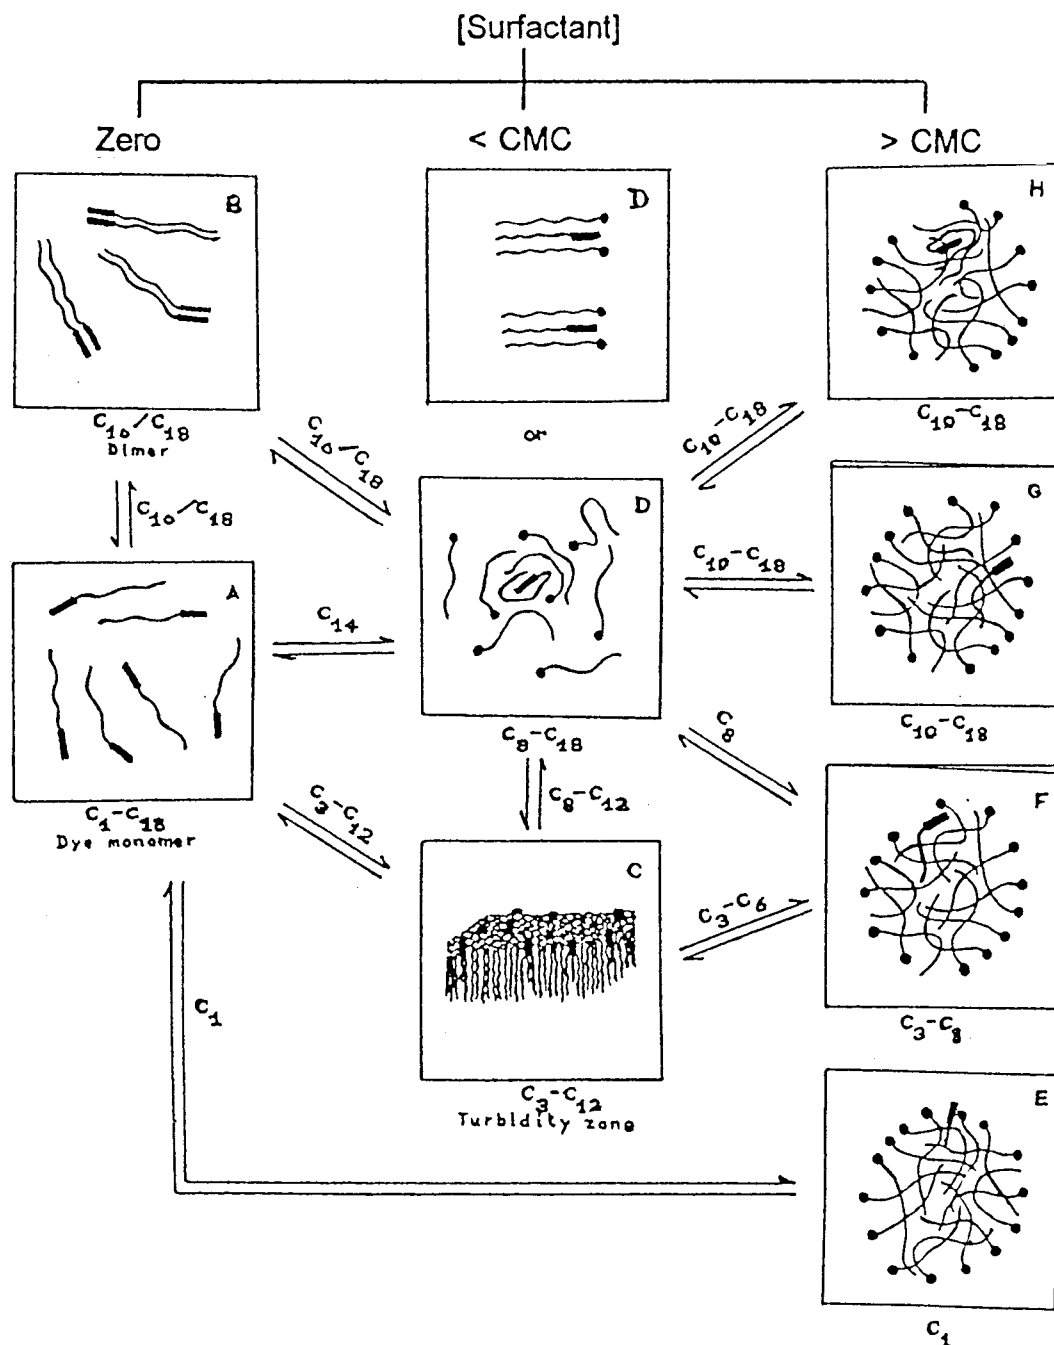 [Surfactant]
Zero
< CMC
> CMC
B
D
H
C10/C18
Dimer
C10/C18
or
C10-C18
C10-C18
C10/C18
D
G
C10-C18
A
C14
C8-C18
C10-C18
C8
C1-C18
Dye monomer
C3-C12
C8-C12
F
C
C3-C6
C3-C8
C1
C3-C12
Turbidity zone
E
C1